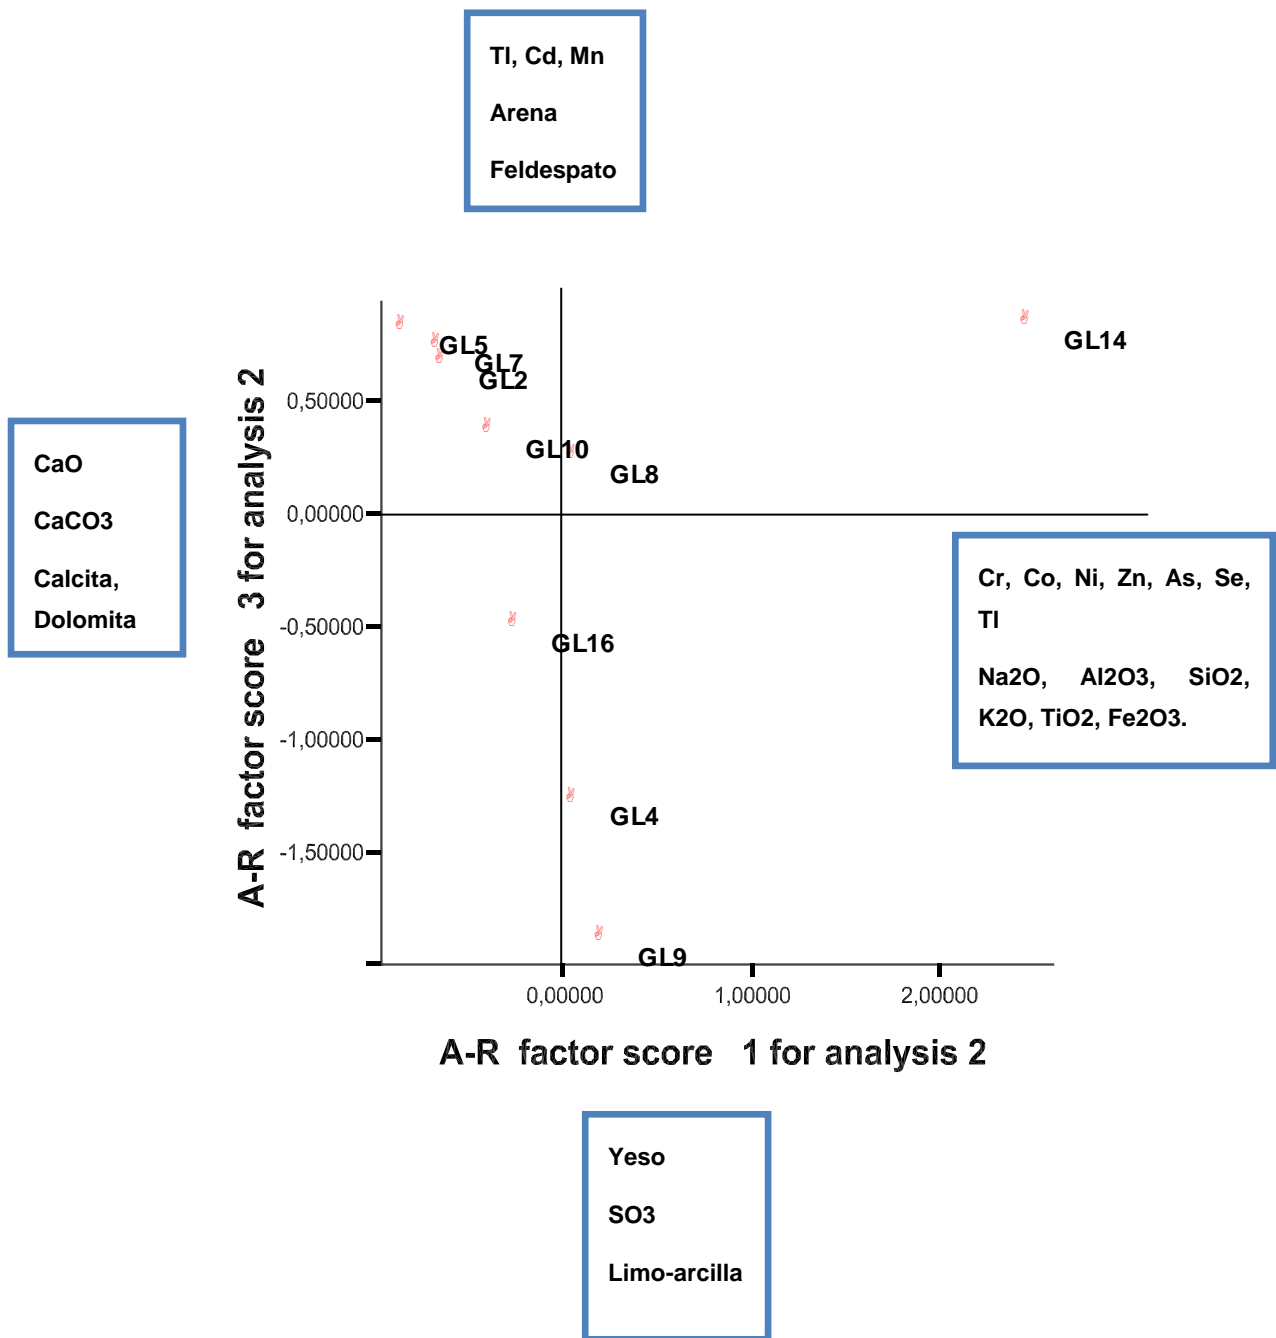 TI, Cd, Mn
Arena
Feldespato
GL5
GL7
GL2
GL14
GL10
GL8
GL16
GL4
GL9
A-R factor score 3 for analysis 2
0,50000
0,00000
-0,50000
-1,00000
-1,50000
CaO
CaCO3
Calcita,
Dolomita
Cr, Co, Ni, Zn, As, Se,
TI
Na2O, Al2O3, SiO2,
K2O, TiO2, Fe2O3.
0,00000
1,00000
2,00000
A-R factor score 1 for analysis 2
Yeso
SO3
Limo-arcilla